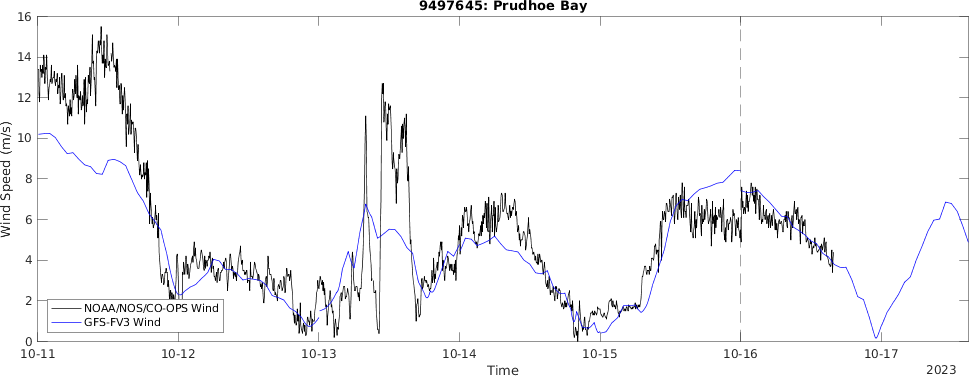 9497645: Prudhoe Bay
Wind Speed (m/s)
16
14
12
10
8
6
4
2
0
NOAA/NOS/CO-OPS Wind
GFS-FV3 Wind
10-11 10-12 10-13 10-14 10-15 10-16 10-17
Time
2023